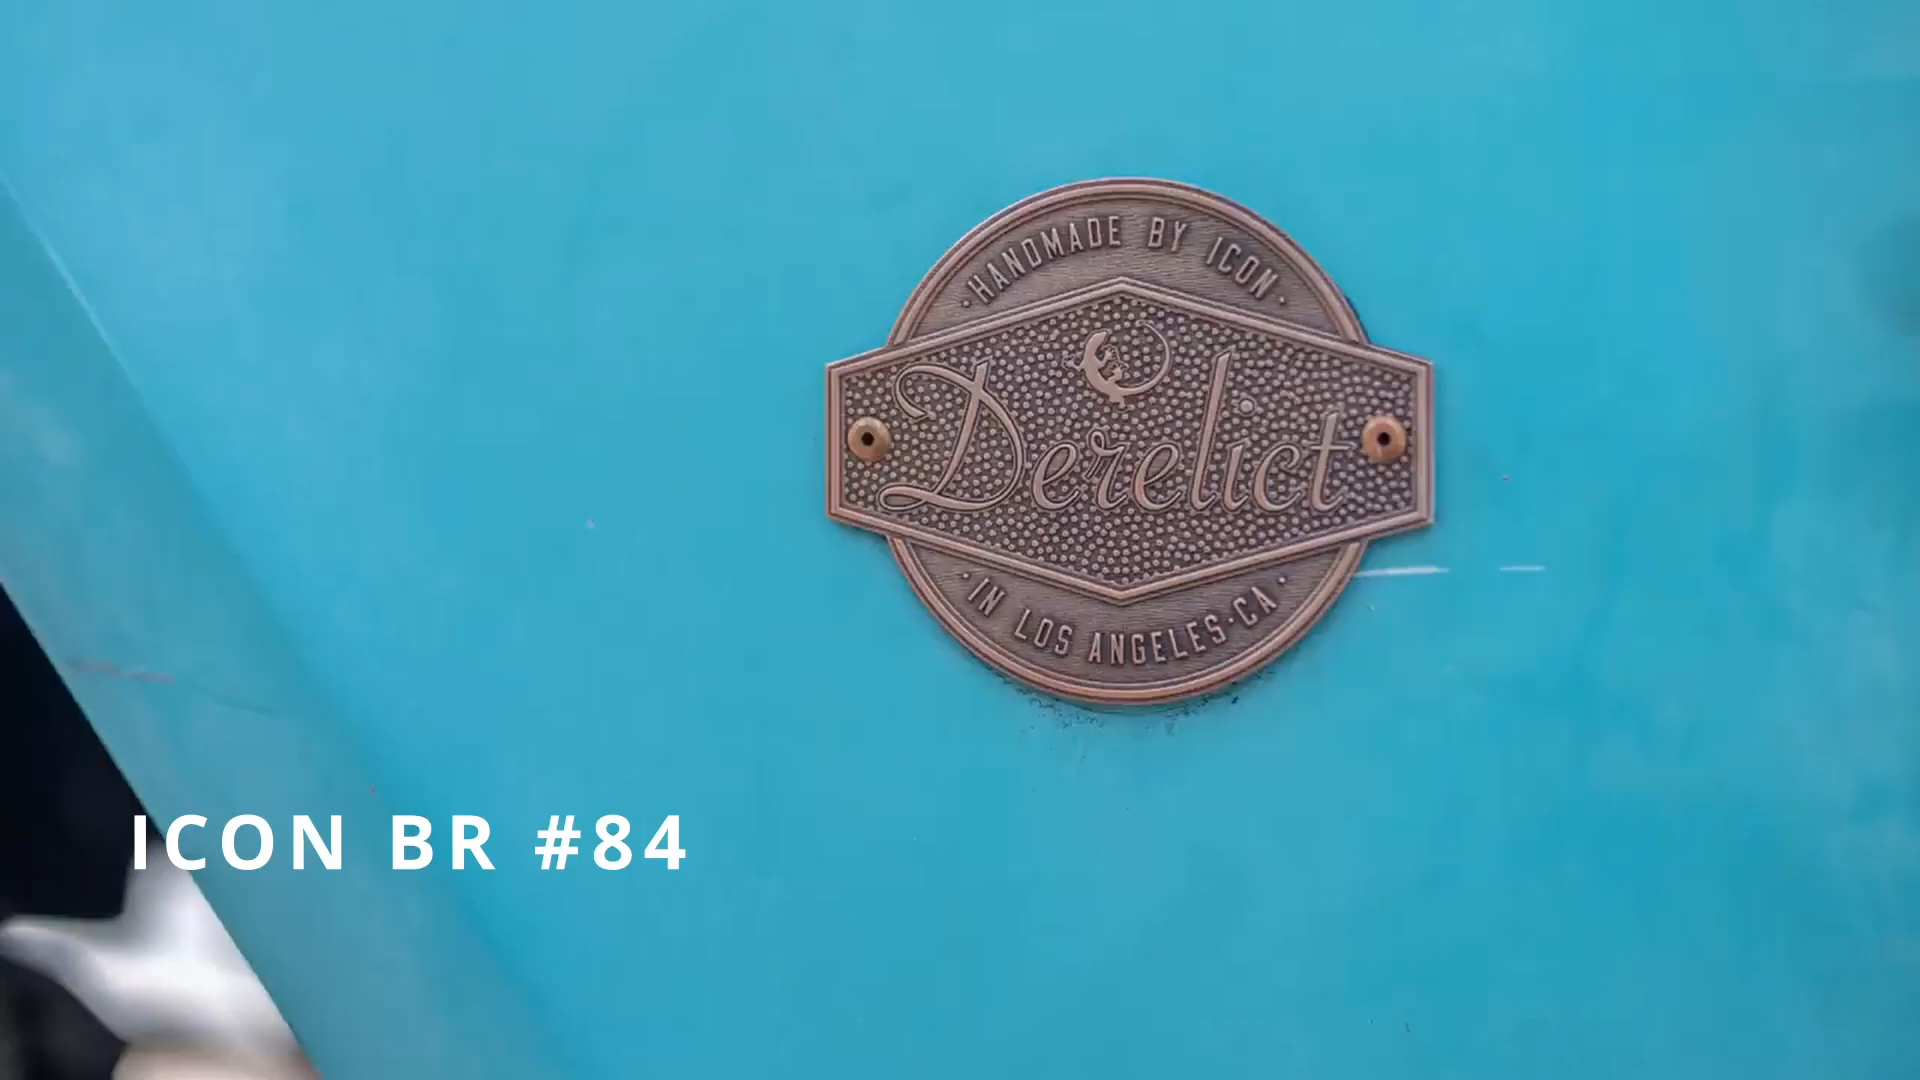 ·HANDMADE BY ICON·
Derelict
·IN LOS ANGELES·CA·
ICON BR #84